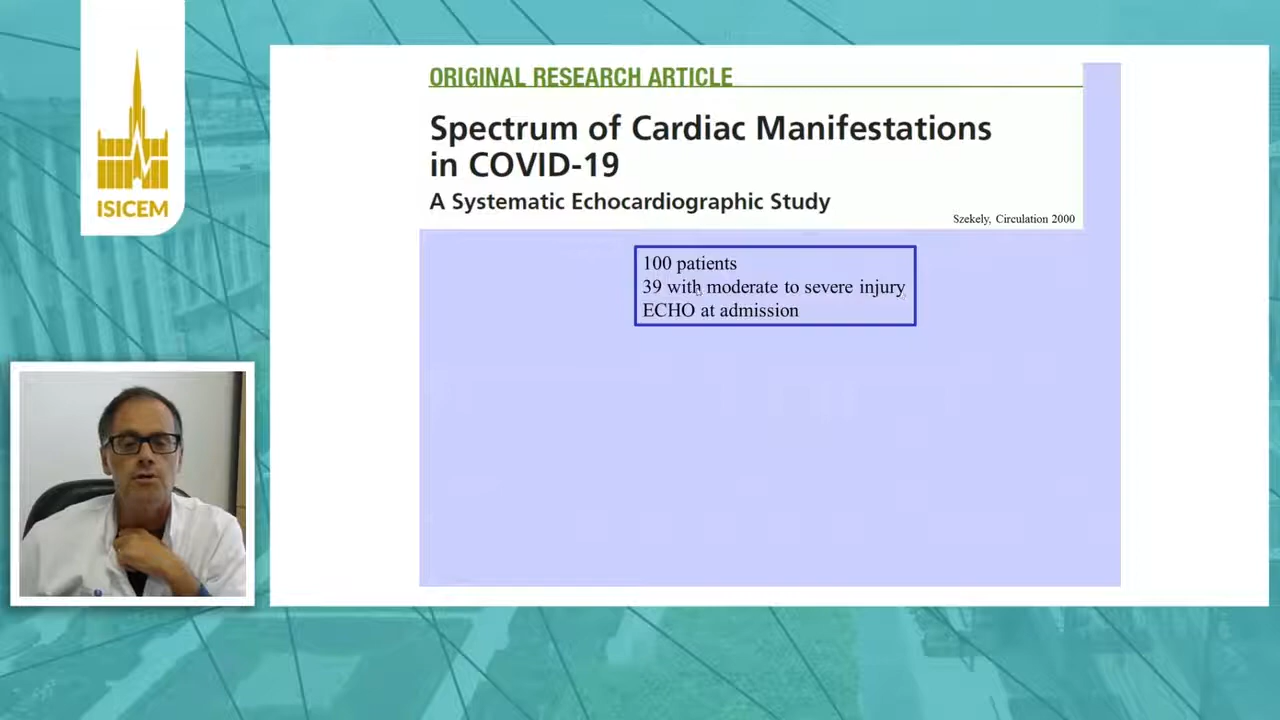 ISICEM
ORIGINAL RESEARCH ARTICLE
Spectrum of Cardiac Manifestations
in COVID-19
A Systematic Echocardiographic Study
Szekely, Circulation 2000
100 patients
39 with moderate to severe injury
ECHO at admission